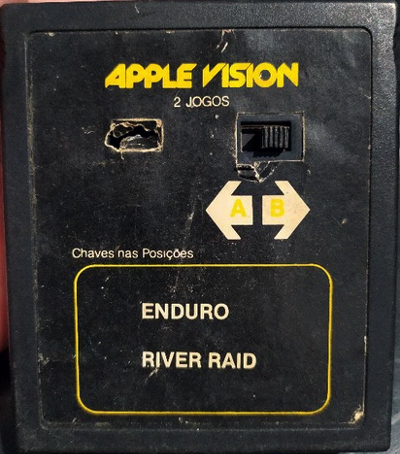 APPLE VISION
2 JOGOS
A B
Chaves nas Posições
ENDURO
RIVER RAID